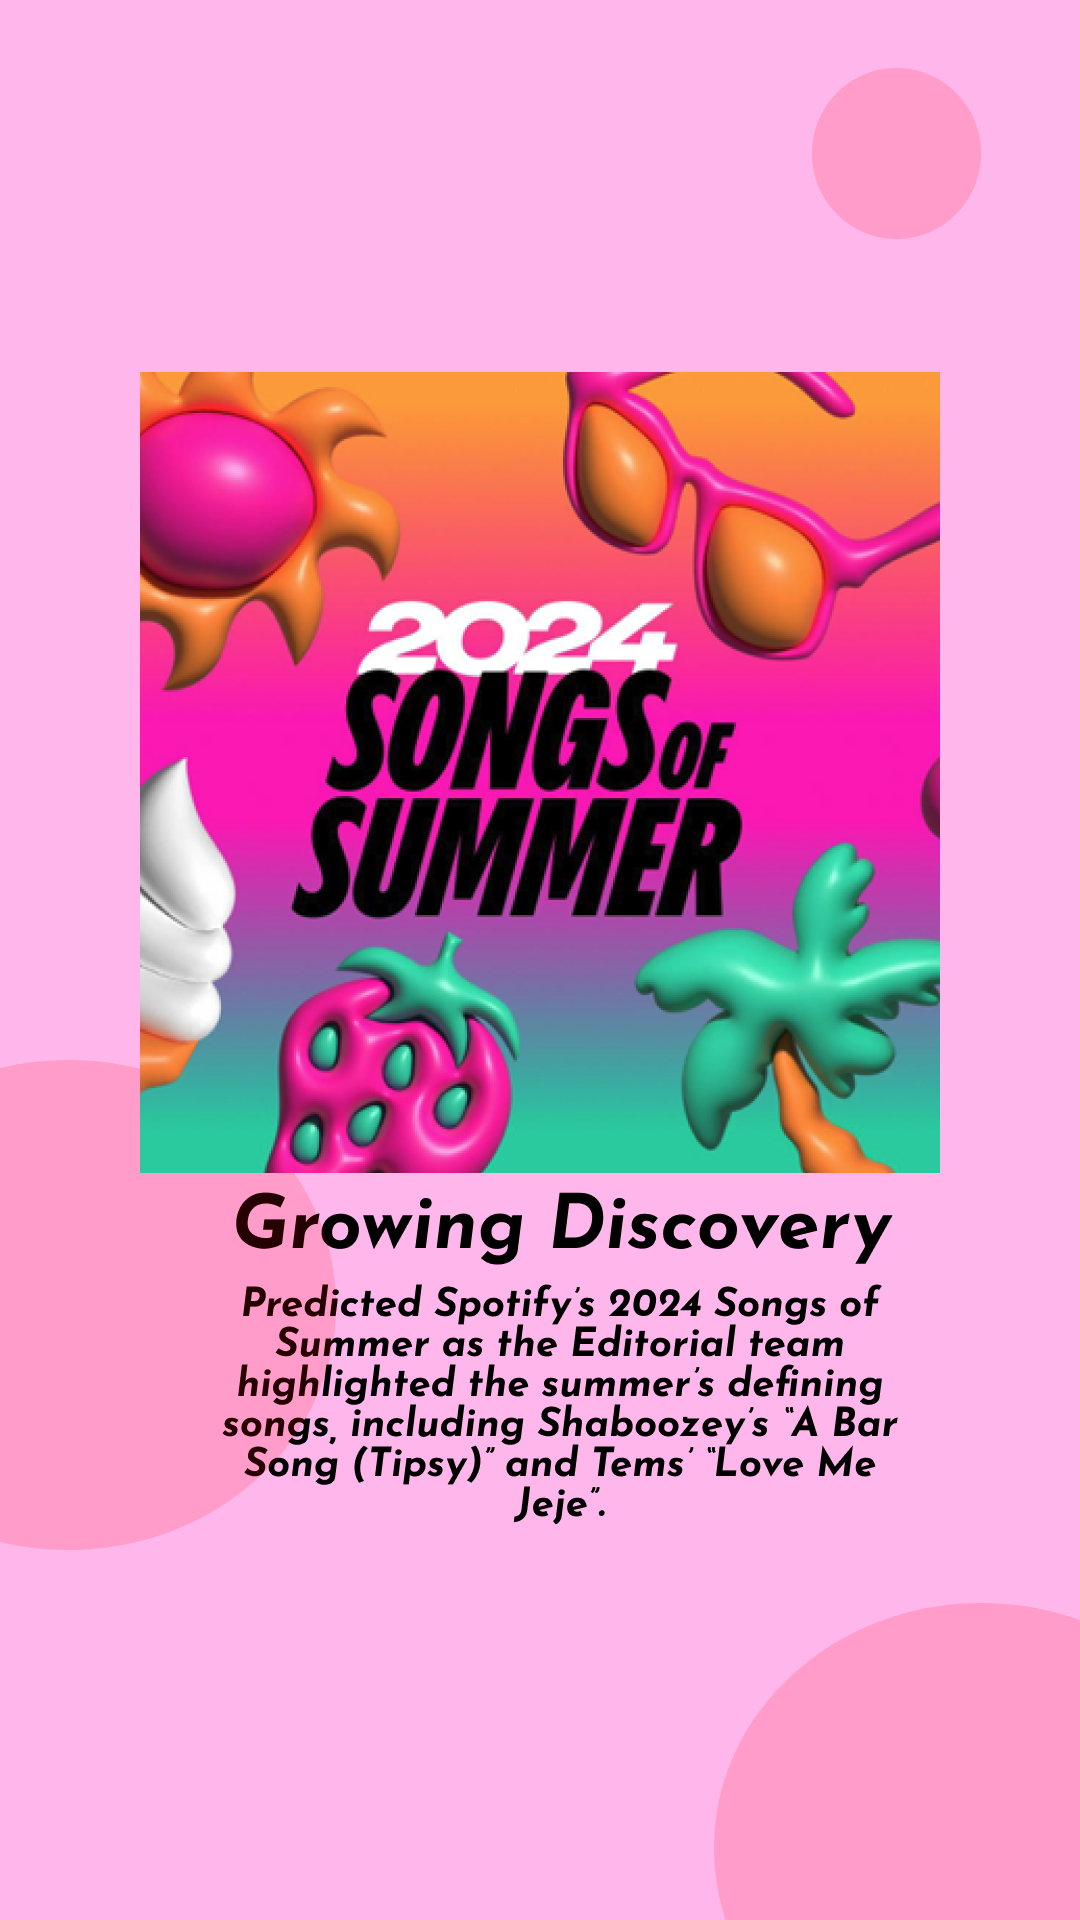 2024
SONGS OF
SUMMER
Growing Discovery
Predicted Spotify's 2024 Songs of
Summer as the Editorial team
highlighted the summer's defining
songs, including Shaboozey's “A Bar
Song (Tipsy)” and Tems' “Love Me
Jeje”.